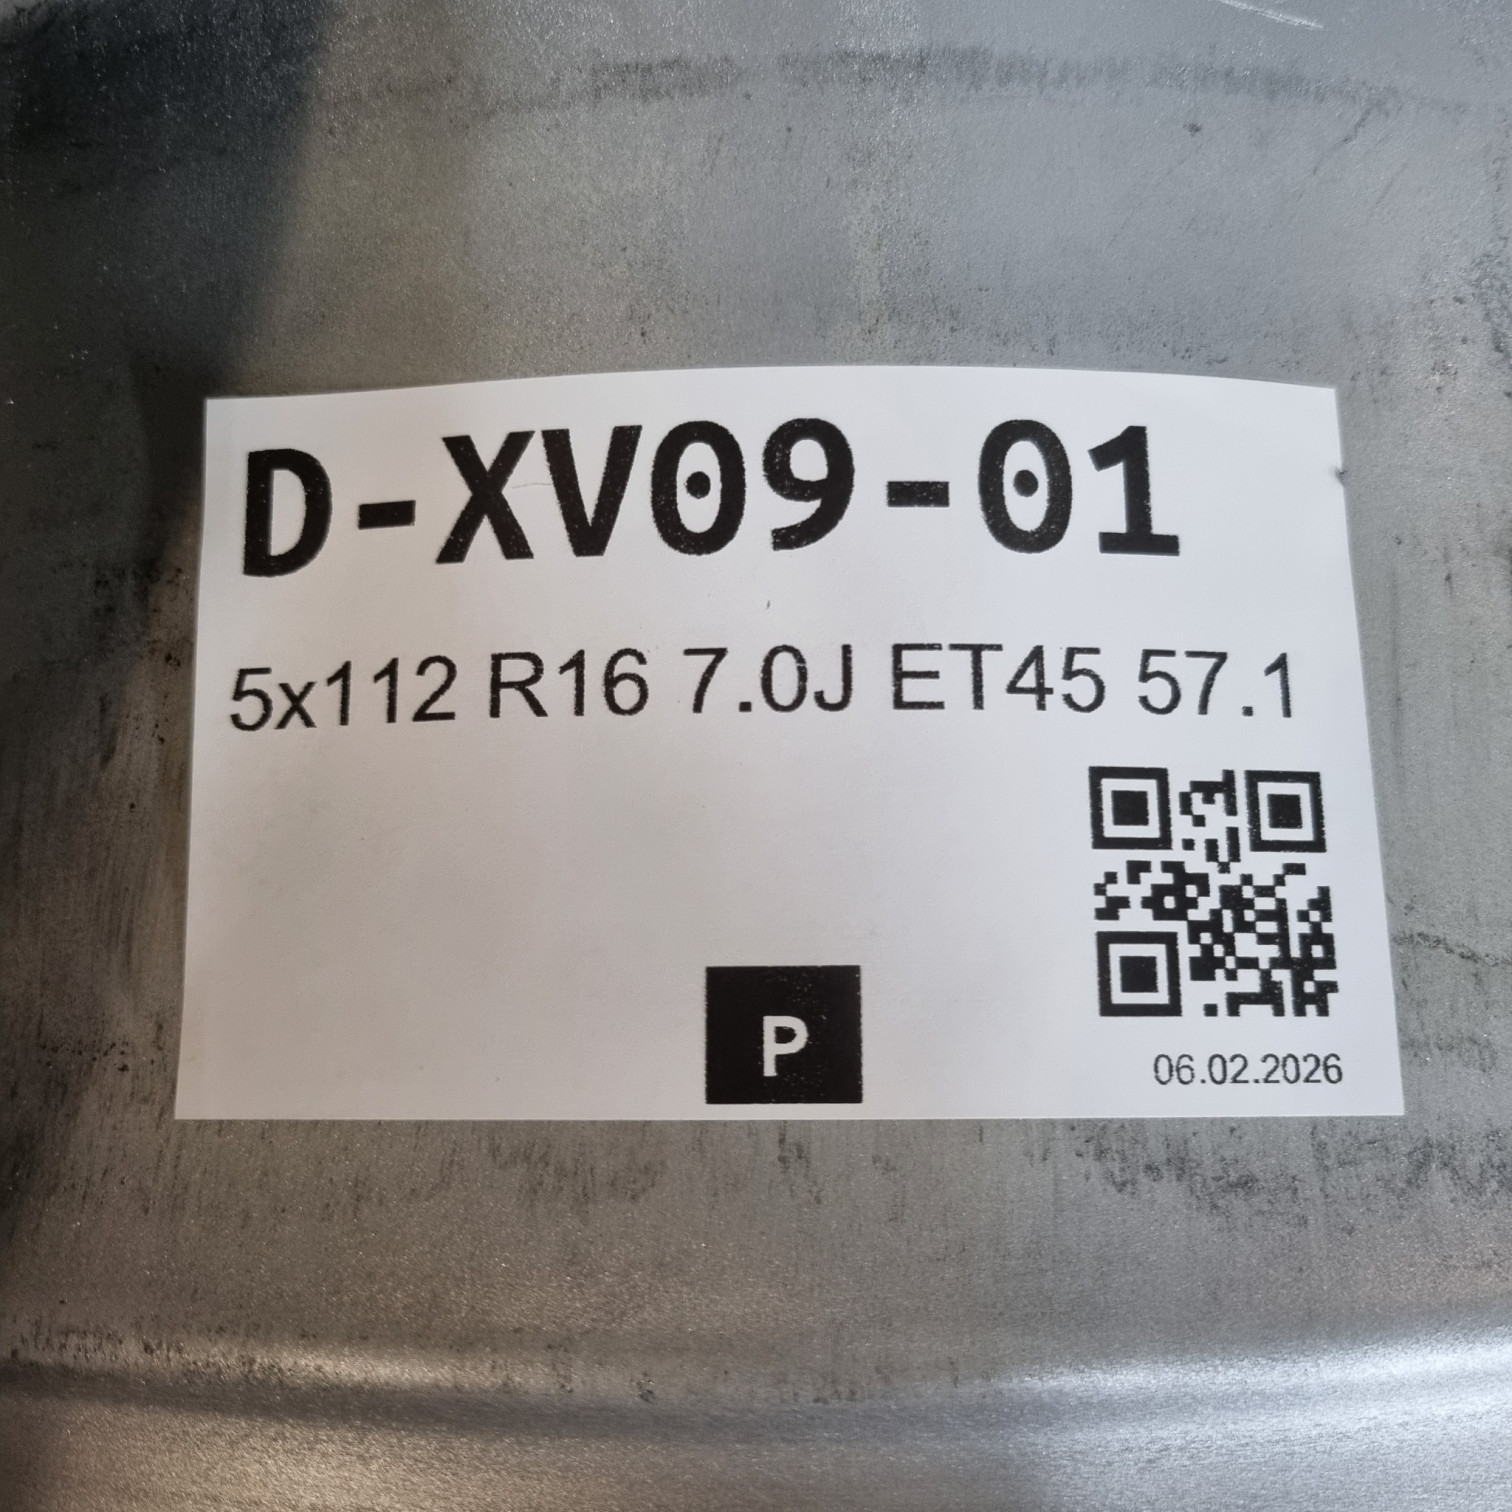 D-XV09-01
5x112 R16 7.0J ET45 57.1
P
06.02.2026